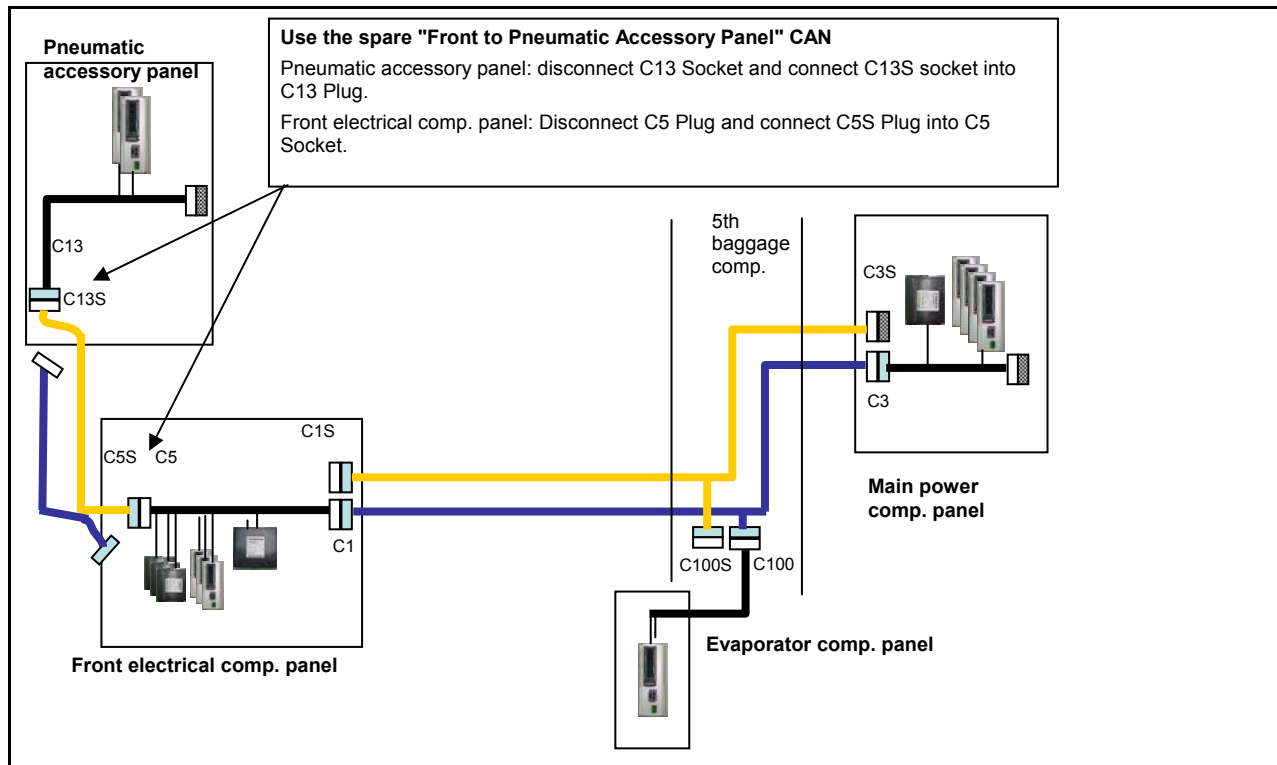 Pneumatic
accessory panel
Use the spare "Front to Pneumatic Accessory Panel" CAN
Pneumatic accessory panel: disconnect C13 Socket and connect C13S socket into
C13 Plug.
Front electrical comp. panel: Disconnect C5 Plug and connect C5S Plug into C5
Socket.
C13
C13S
5th
baggage
comp.
C3S
C3
Main power
comp. panel
C1S
C5S C5
C1
C100S C100
Evaporator comp. panel
Front electrical comp. panel